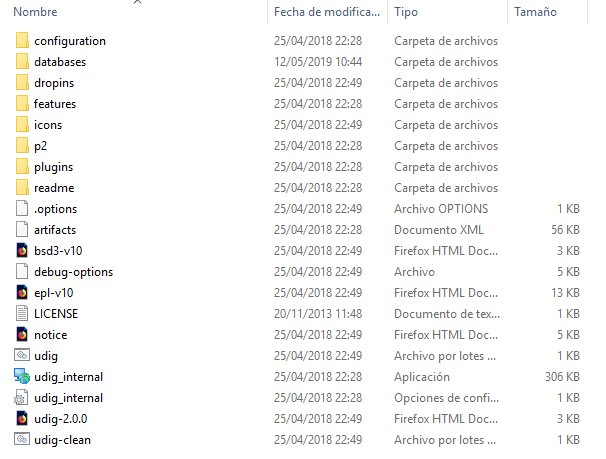 Nombre Fecha de modifica... Tipo Tamaño
configuration 25/04/2018 22:28 Carpeta de archivos
databases 12/05/2019 10:44 Carpeta de archivos
dropins 25/04/2018 22:49 Carpeta de archivos
features 25/04/2018 22:28 Carpeta de archivos
icons 25/04/2018 22:49 Carpeta de archivos
p2 25/04/2018 22:28 Carpeta de archivos
plugins 25/04/2018 22:28 Carpeta de archivos
readme 25/04/2018 22:28 Carpeta de archivos
.options 25/04/2018 22:49 Archivo OPTIONS 1 KB
artifacts 25/04/2018 22:28 Documento XML 56 KB
bsd3-v10 25/04/2018 22:49 Firefox HTML Doc... 3 KB
debug-options 25/04/2018 22:49 Archivo 5 KB
epl-v10 25/04/2018 22:49 Firefox HTML Doc... 13 KB
LICENSE 20/11/2013 11:48 Documento de tex... 1 KB
notice 25/04/2018 22:49 Firefox HTML Doc... 5 KB
udig 25/04/2018 22:49 Archivo por lotes ... 1 KB
udig_internal 25/04/2018 22:28 Aplicación 306 KB
udig_internal 25/04/2018 22:28 Opciones de confi... 1 KB
udig-2.0.0 25/04/2018 22:49 Firefox HTML Doc... 3 KB
udig-clean 25/04/2018 22:49 Archivo por lotes ... 1 KB